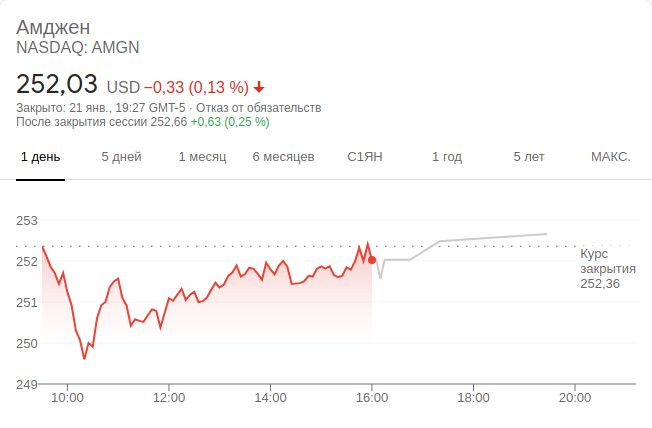 Амджен
NASDAQ: AMGN
252,03 USD −0,33 (0,13 %)
Закрыто: 21 янв., 19:27 GMT-5 · Отказ от обязательств
После закрытия сессии 252,66 +0,63 (0,25 %)
1 день 5 дней 1 месяц 6 месяцев С1ЯН 1 год 5 лет МАКС.
253
252
251
250
249
Курс
закрытия
252,36
10:00 12:00 14:00 16:00 18:00 20:00